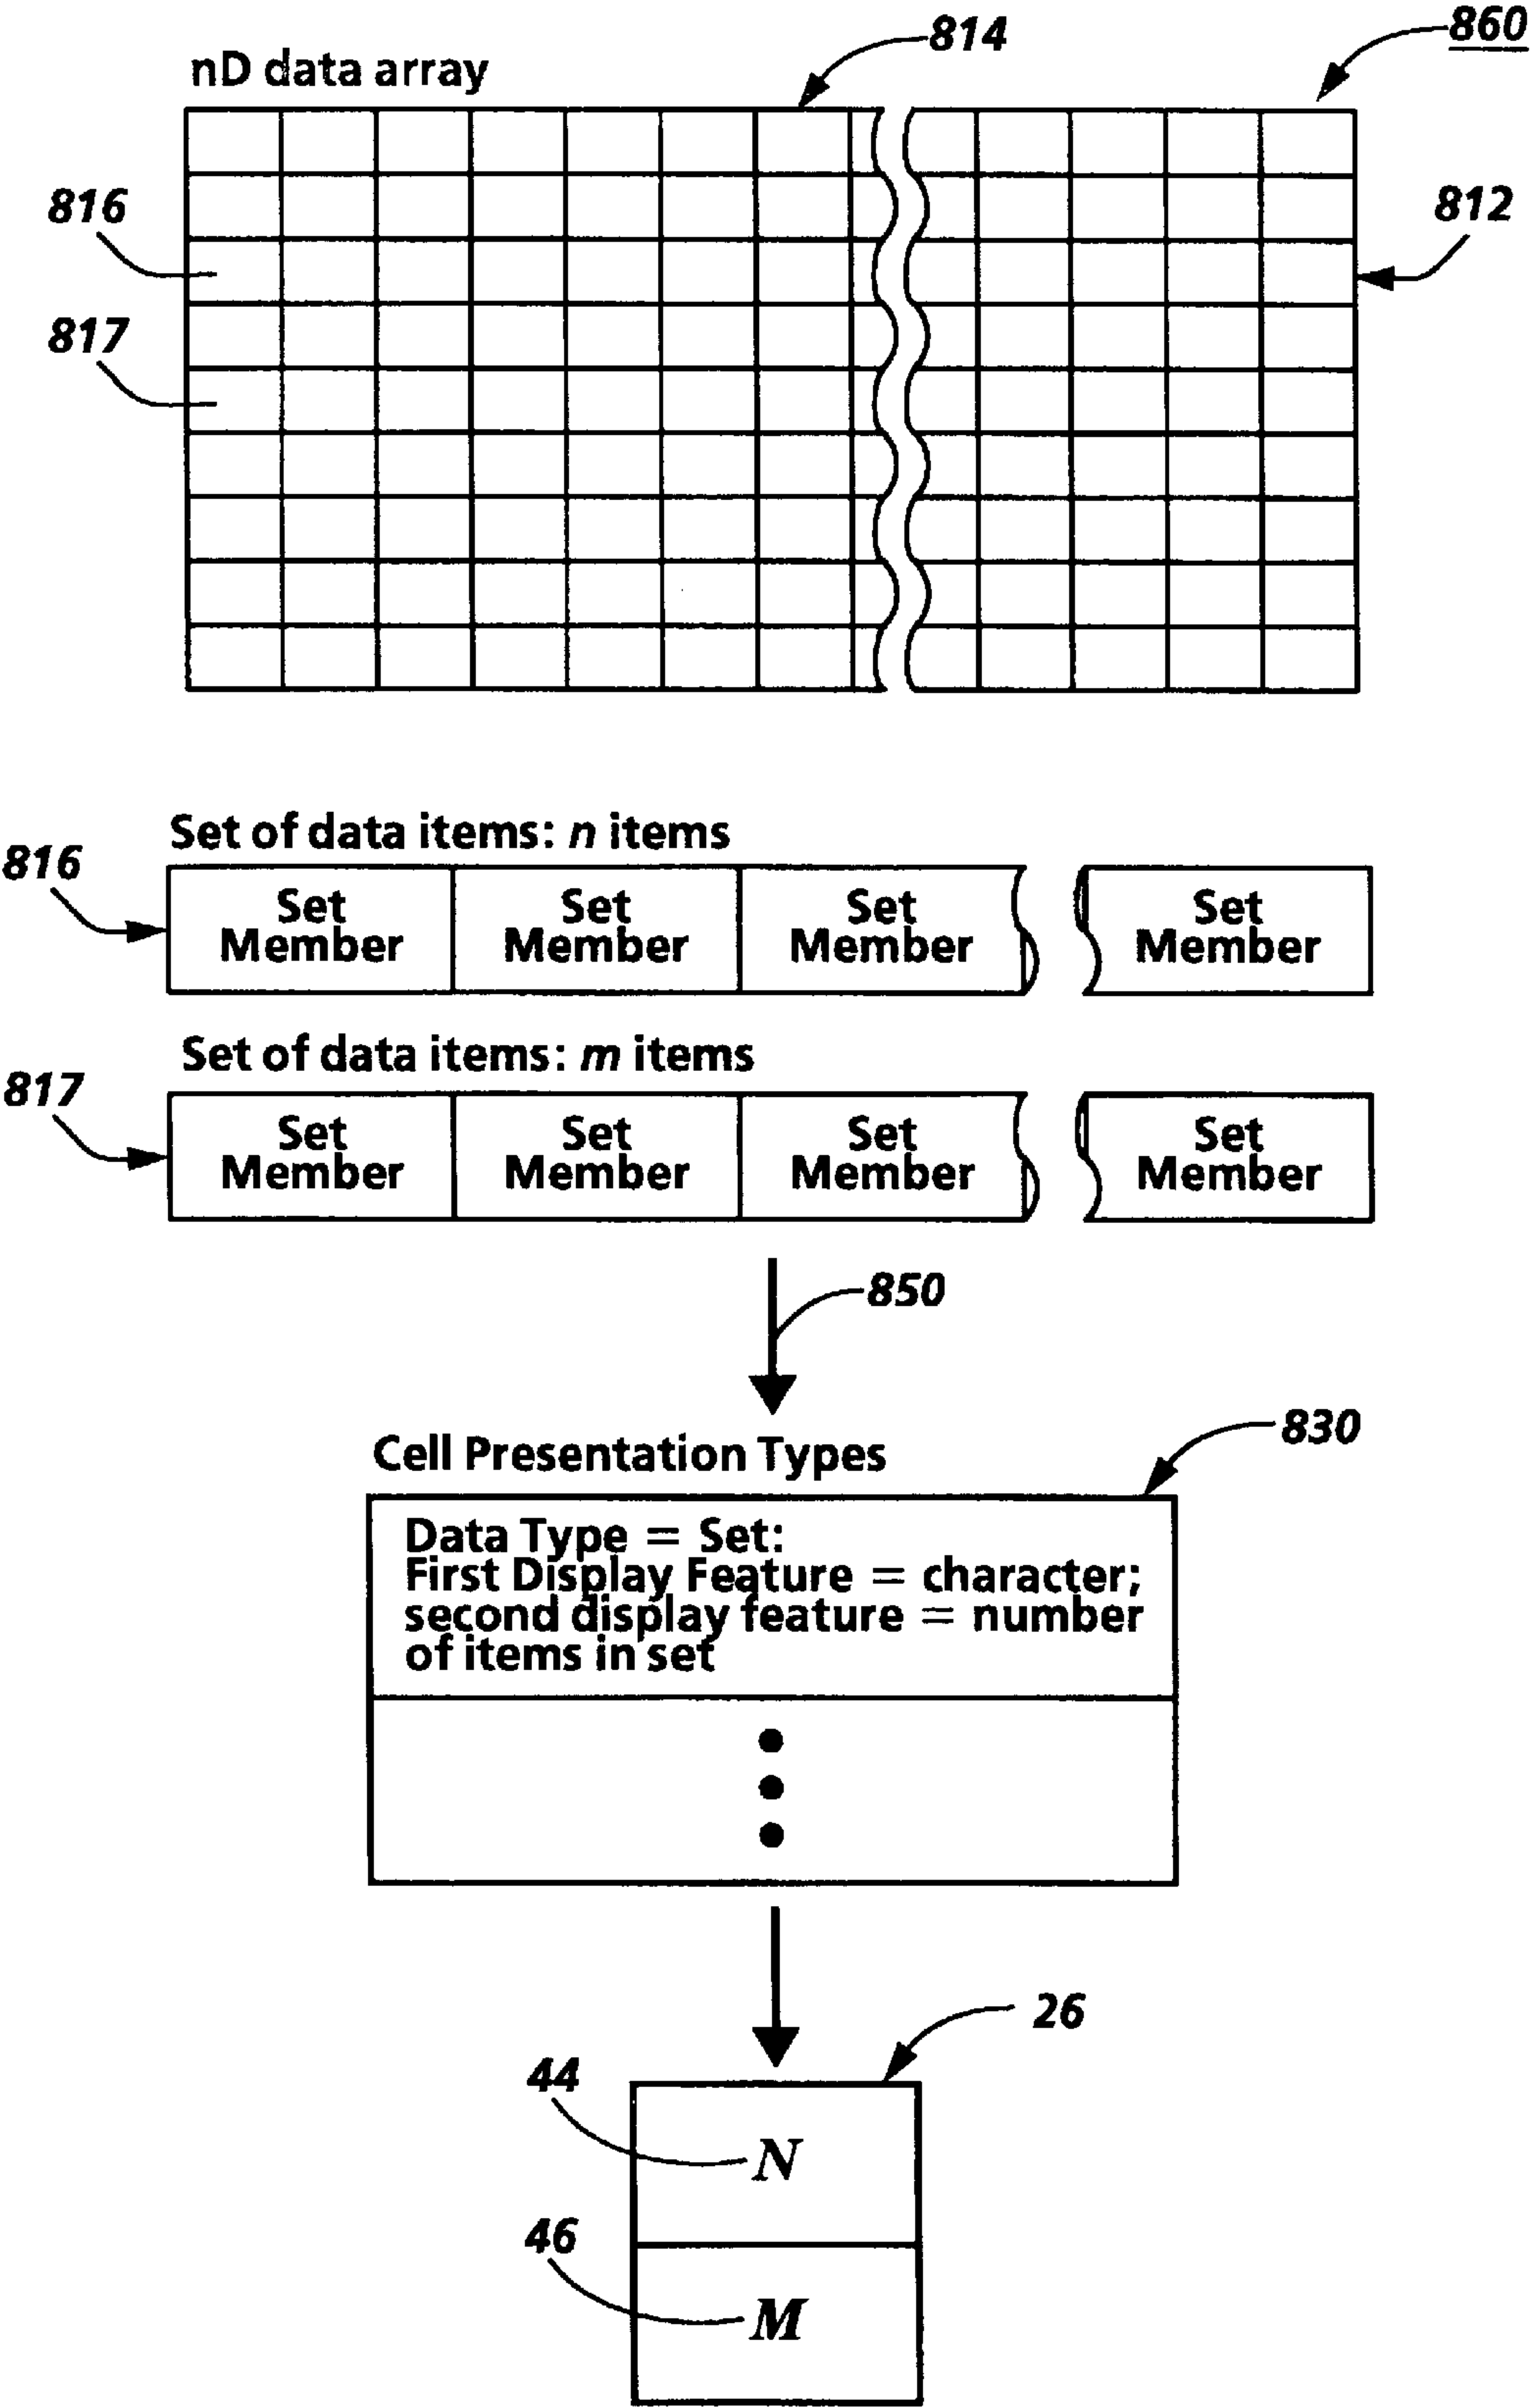 814
860
nD data array
816
812
817
Set of data items: n items
816
Set Member
Set Member
Set Member
Set Member
Set of data items: m items
817
Set Member
Set Member
Set Member
Set Member
850
830
Cell Presentation Types
Data Type = Set:
First Display Feature = character;
second display feature = number
of items in set
26
44
N
46
M